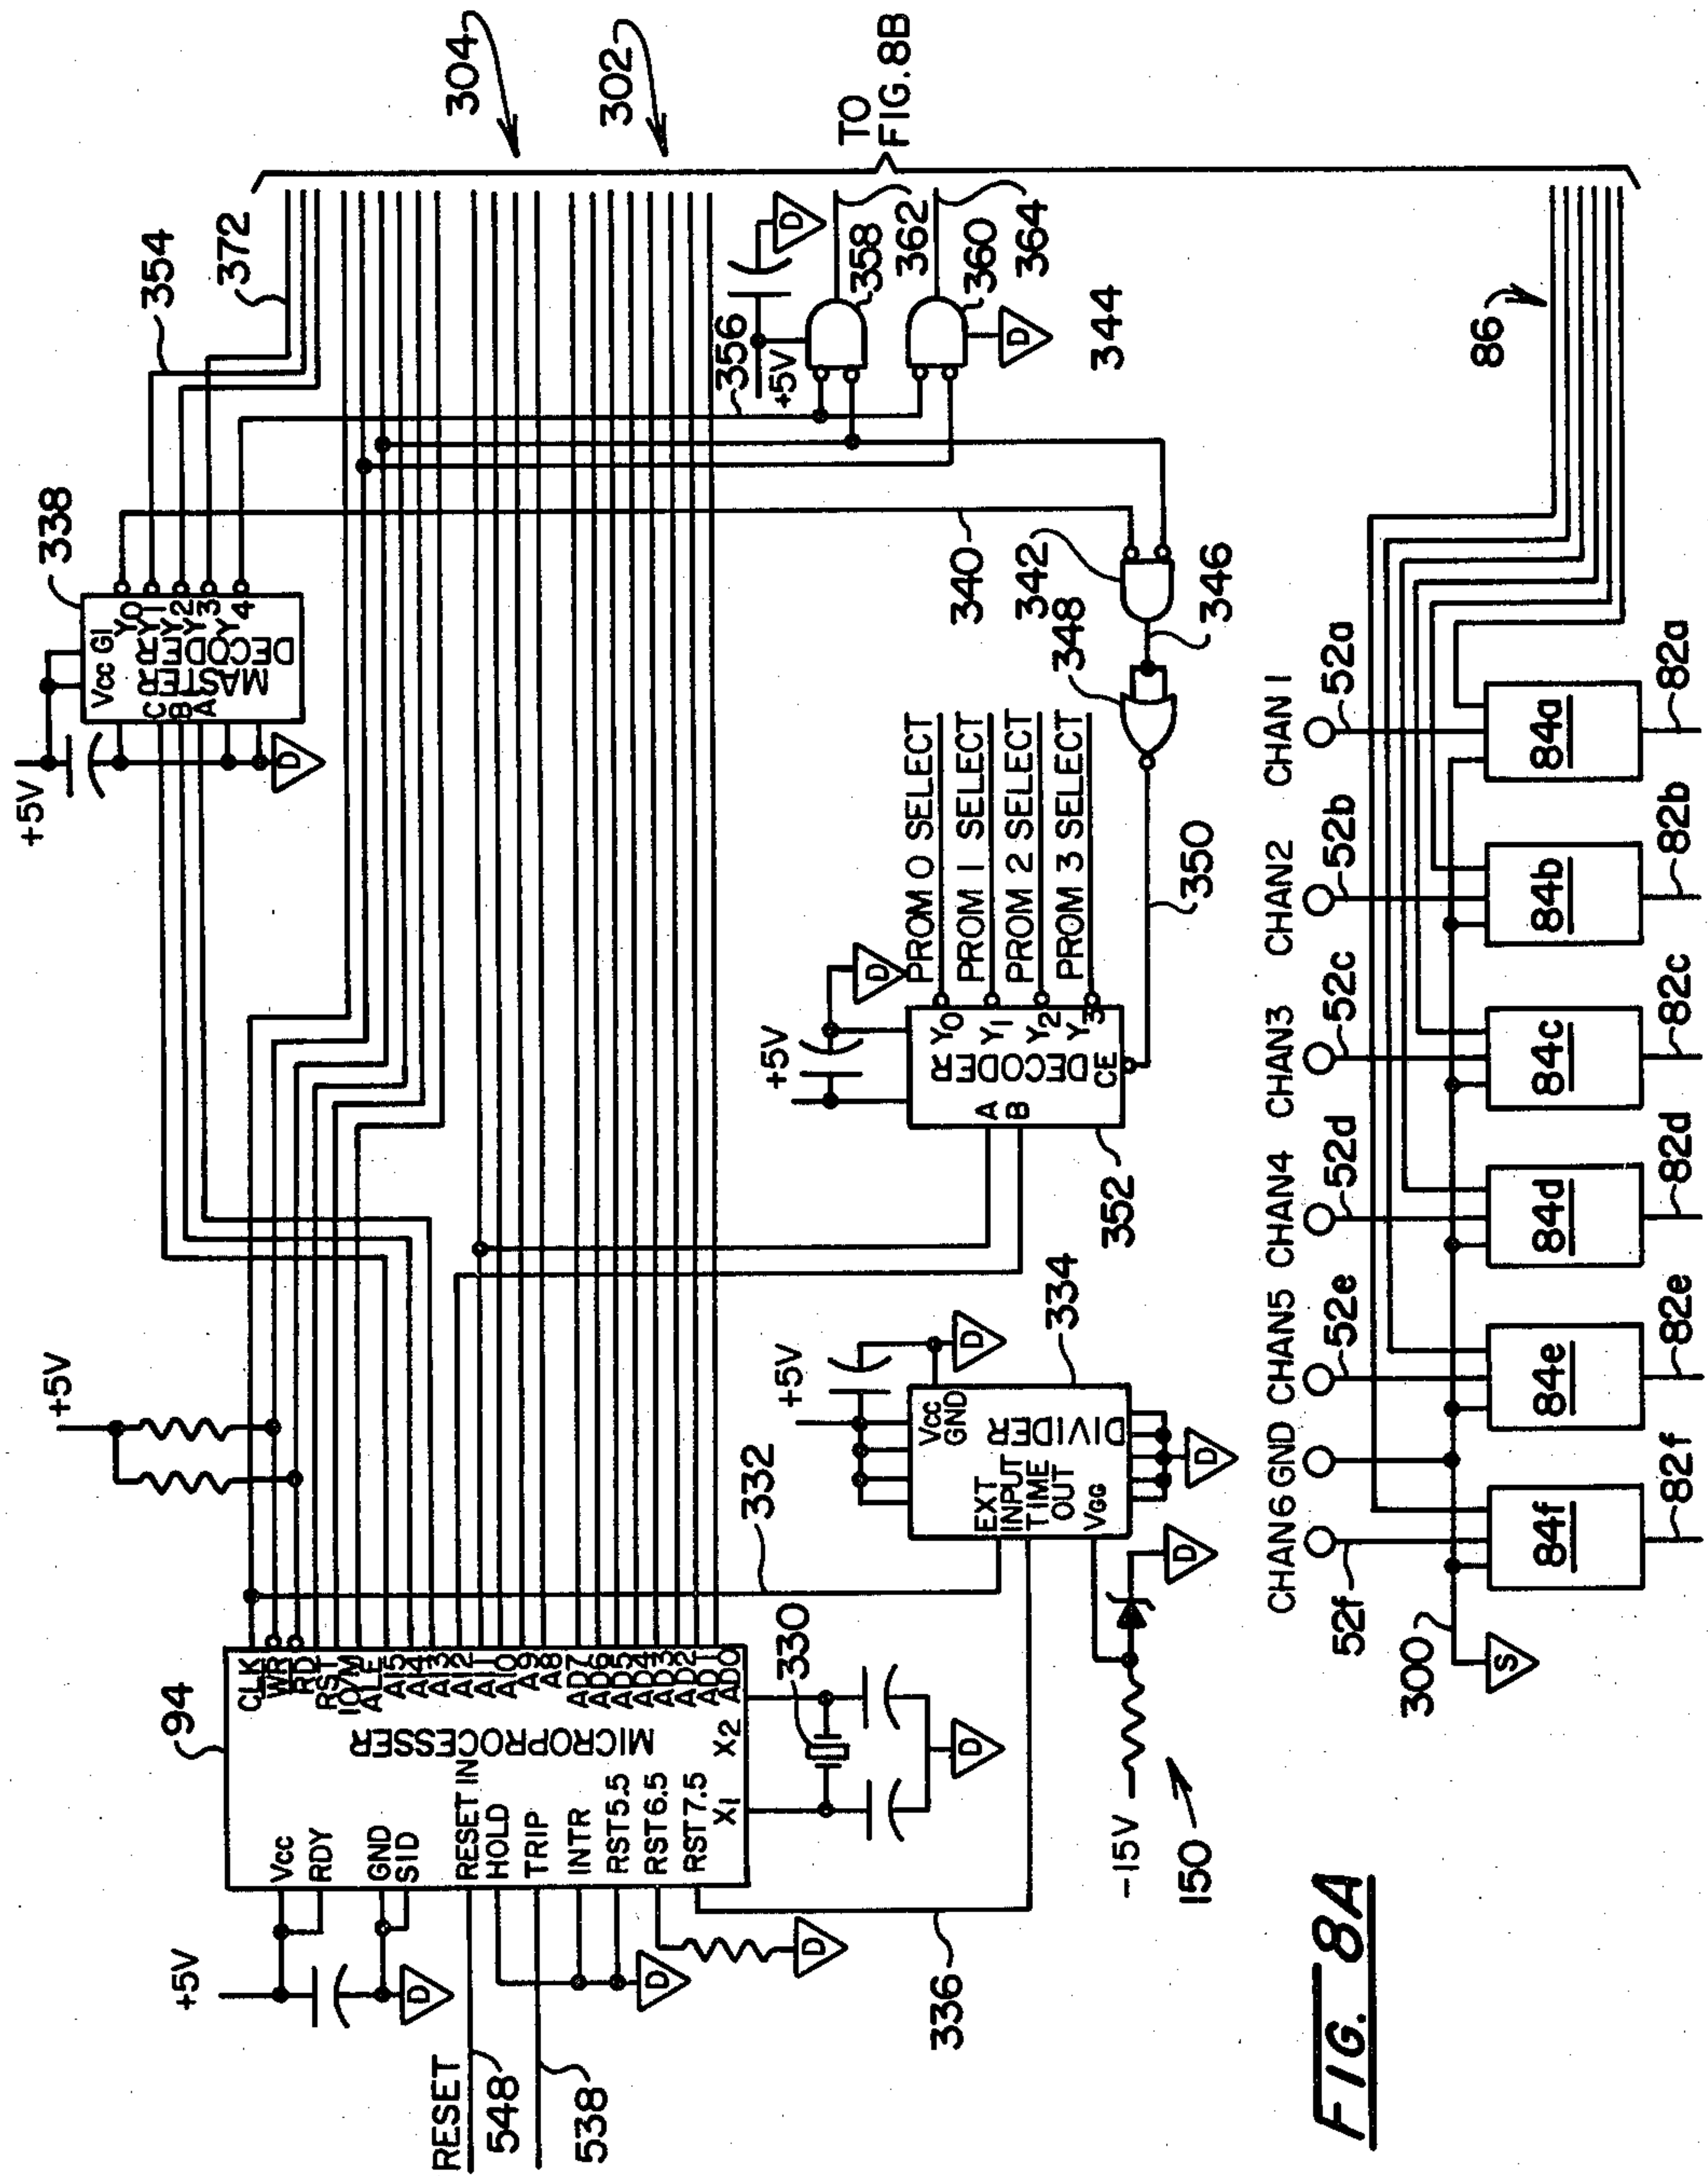 FIG. 8A
+5V
94
Vcc
RDY
GND
SID
RESET IN
HOLD
TRIP
INTR
RST5.5
RST6.5
RST7.5
X1
X2
MICROPROCESSER
CLK
WR
RD
RST
IO/M
ALE
A15
A14
A13
A12
A11
A10
A9
A8
AD7
AD6
AD5
AD4
AD3
AD2
AD1
AD0
RESET
548
538
D
D
D
336
330
D
332
-15V
150
D
+5V
+5V
D
Vcc
GND
DIVIDER
EXT
INPUT
TIME
OUT
VGG
D
334
+5V
338
Vcc G1
Y0
Y1
Y2
Y3
Y4
MASTER
DECODER
C
B
A
D
354
372
304
302
TO
FIG. 8B
+5V
D
DECODER
Y0
Y1
Y2
Y3
A
B
CE
352
PROM 0 SELECT
PROM 1 SELECT
PROM 2 SELECT
PROM 3 SELECT
350
348
342
346
340
356
+5V
D
358
362
360
364
D
344
86
CHAN6
GND
CHAN5
CHAN4
CHAN3
CHAN2
CHAN 1
52f
52e
52d
52c
52b
52a
300
S
84f
84e
84d
84c
84b
84a
82f
82e
82d
82c
82b
82a